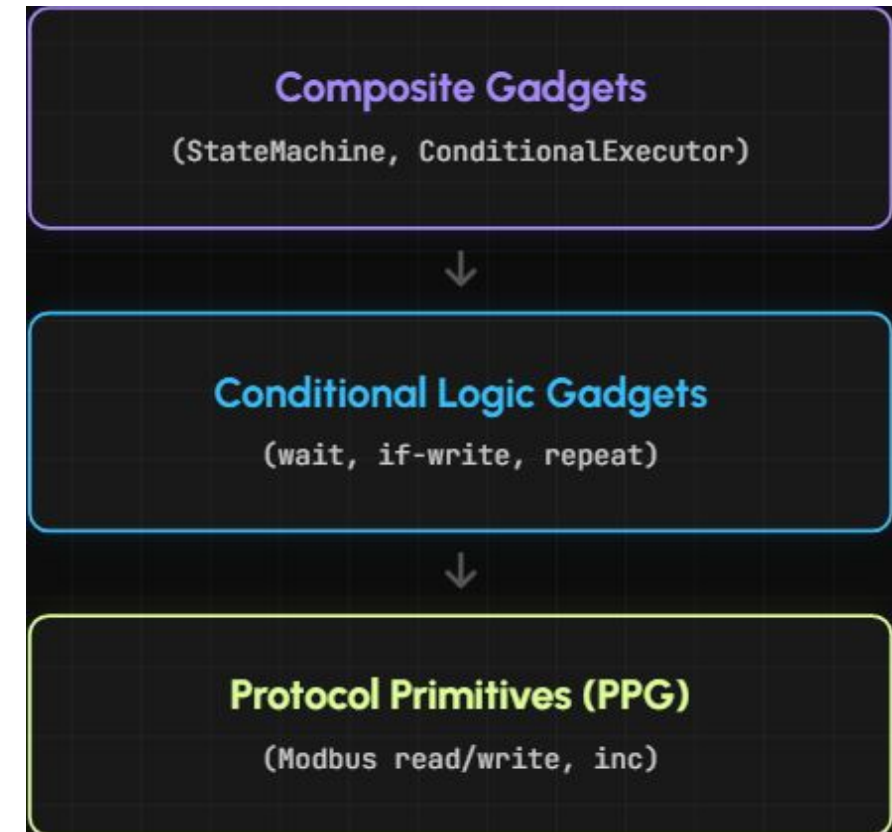 Composite Gadgets
(StateMachine, ConditionalExecutor)
Conditional Logic Gadgets
(wait, if-write, repeat)
Protocol Primitives (PPG)
(Modbus read/write, inc)